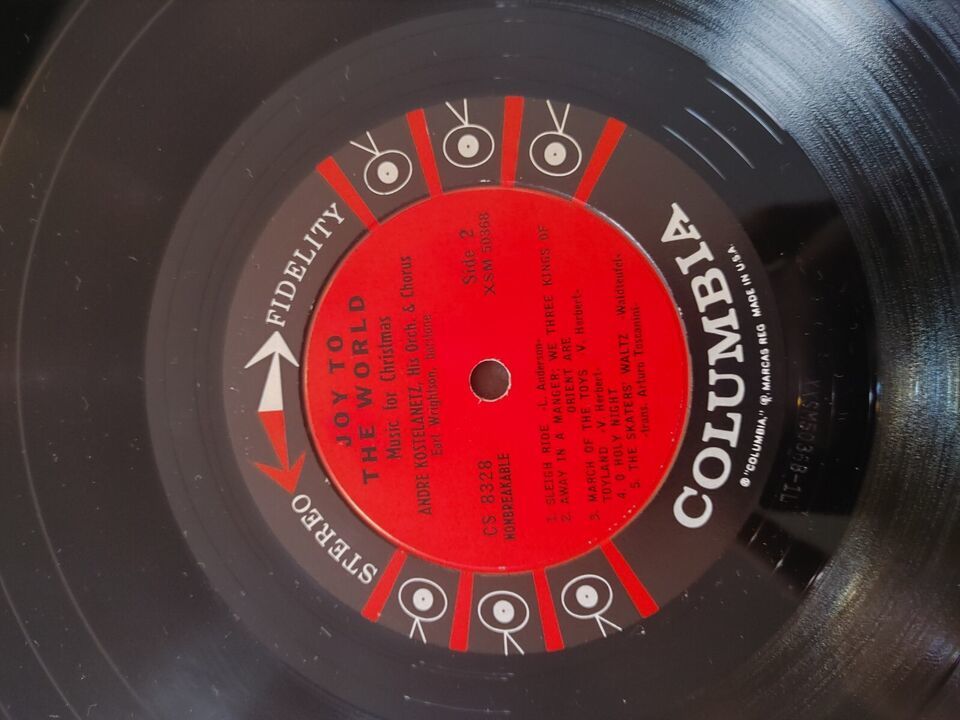 STEREO FIDELITY
JOY TO
THE WORLD
Music for Christmas
ANDRE KOSTELANETZ, His Orch. & Chorus
Earl Wrightson, baritone
CS 8328
NONBREAKABLE
Side 2
XSM 50368
1. SLEIGH RIDE -L. Anderson-
2. AWAY IN A MANGER; WE THREE KINGS OF
ORIENT ARE
3. MARCH OF THE TOYS -V. Herbert-
TOYLAND -V. Herbert-
4. O HOLY NIGHT
5. THE SKATERS WALTZ -Waldteufel-
-trans. Arturo Toscanini-
COLUMBIA
® "COLUMBIA," MARCAS REG. MADE IN U.S.A.
XSM50368-1L